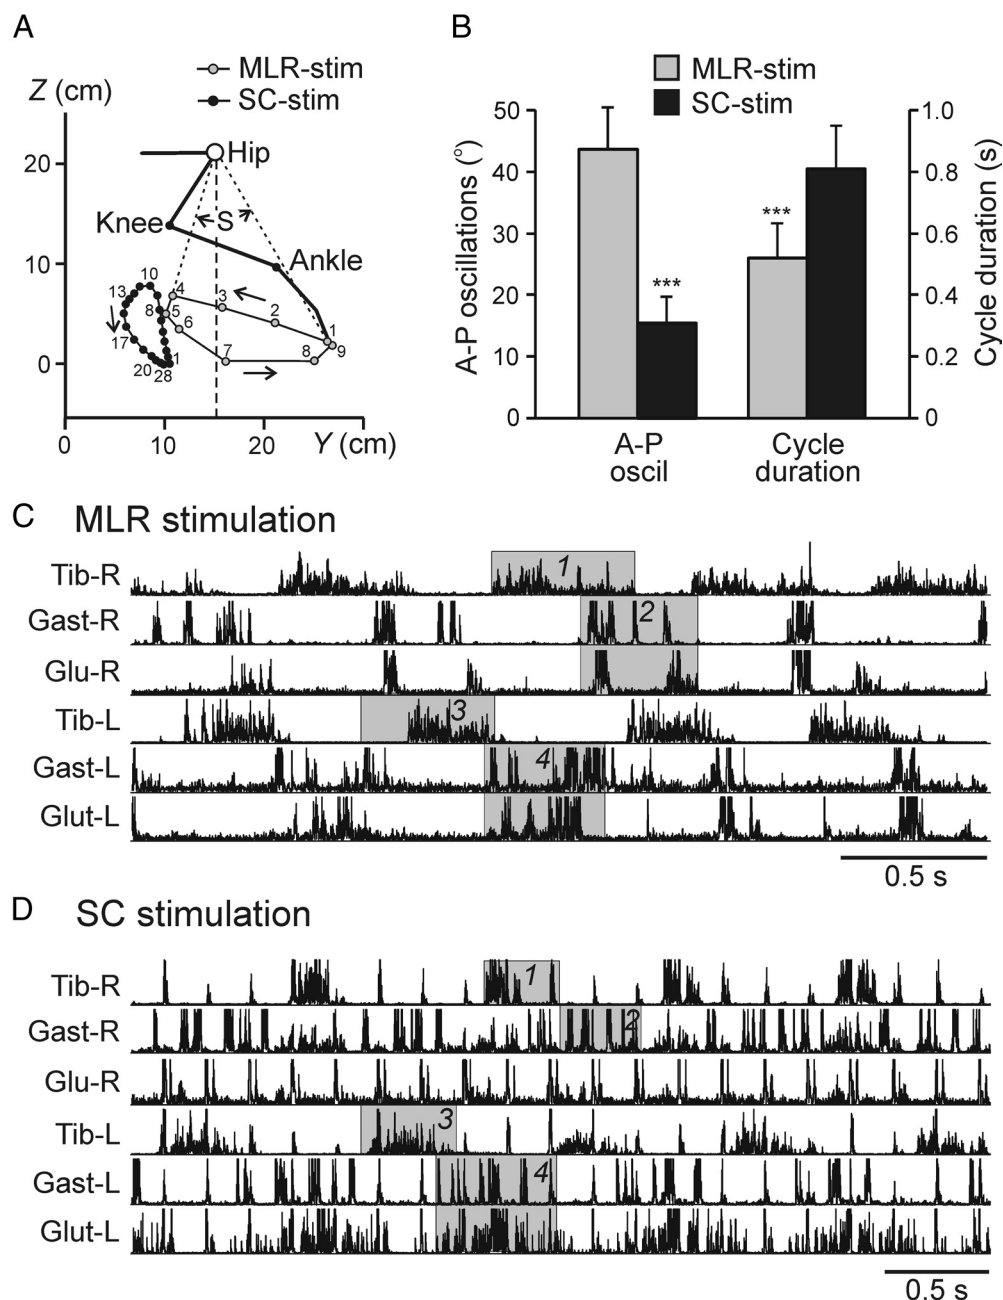 A
MLR-stim
SC-stim
Z (cm)
20
10
0
Hip
Knee
S
Ankle
13
10
8
4
5
6
3
2
1
9
8
7
17
20
28
1
0
10
20
Y (cm)
B
MLR-stim
SC-stim
A-P oscillations (°)
50
40
30
20
10
0
***
***
1.0
0.8
0.6
0.4
0.2
0
Cycle duration (s)
A-P
oscil
Cycle
duration
C MLR stimulation
Tib-R 1
Gast-R 2
Glu-R
Tib-L 3
Gast-L 4
Glut-L
0.5 s
D SC stimulation
Tib-R 1
Gast-R 2
Glu-R
Tib-L 3
Gast-L 4
Glut-L
0.5 s